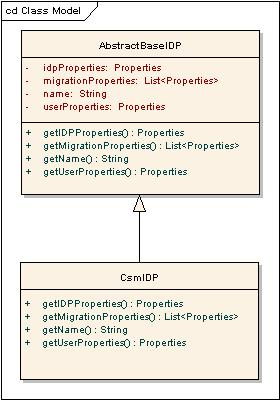 cd Class Model
AbstractBaseIDP
- idpProperties: Properties
- migrationProperties: List<Properties>
- name: String
- userProperties: Properties
+ getIDPProperties() : Properties
+ getMigrationProperties() : List<Properties>
+ getName() : String
+ getUserProperties() : Properties
CsmIDP
+ getIDPProperties() : Properties
+ getMigrationProperties() : List<Properties>
+ getName() : String
+ getUserProperties() : Properties